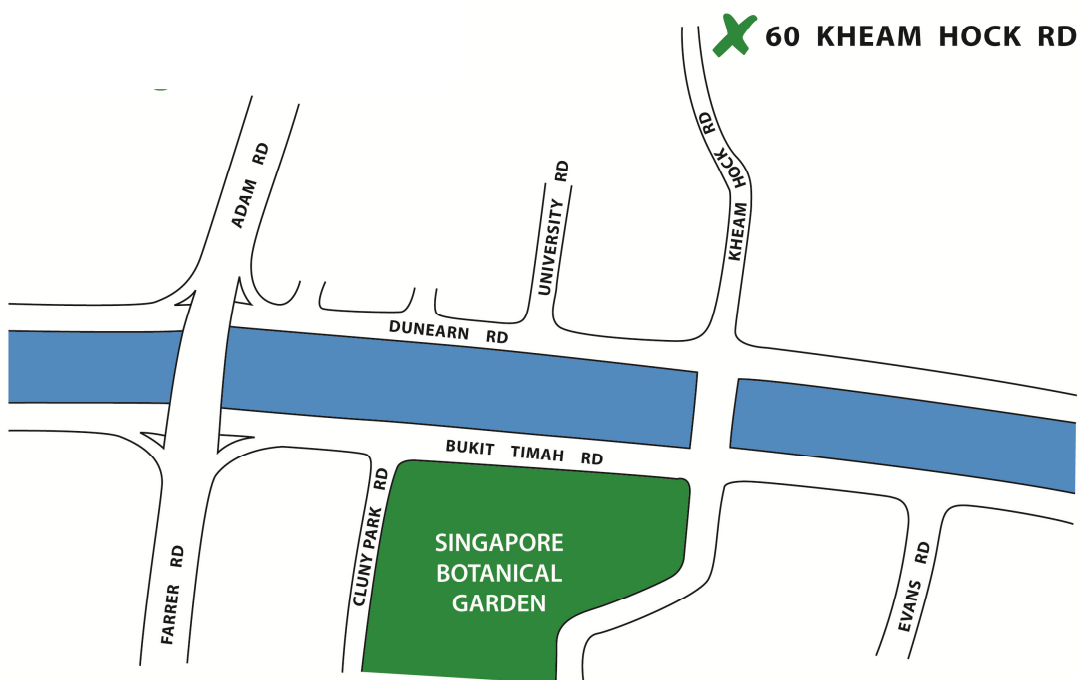 60 KHEAM HOCK RD
KHEAM HOCK RD
ADAM RD
UNIVERSITY RD
DUNEARN RD
BUKIT TIMAH RD
CLUNY PARK RD
SINGAPORE
BOTANICAL
GARDEN
FARRER RD
EVANS RD